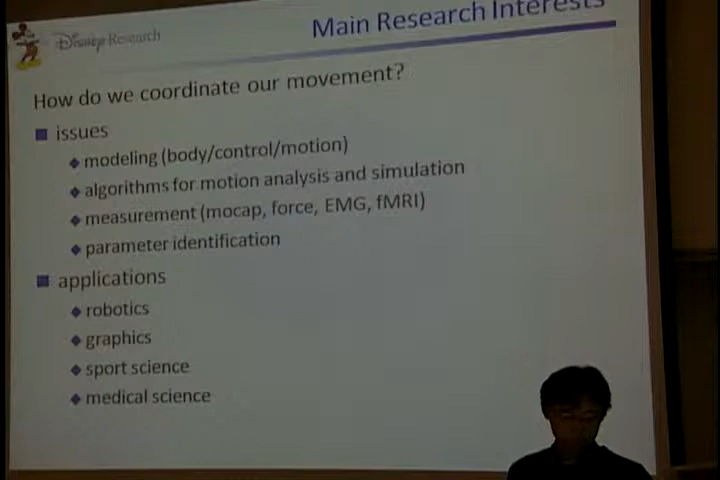 Disney Research
Main Research Interests
How do we coordinate our movement?
issues
modeling (body/control/motion)
algorithms for motion analysis and simulation
measurement (mocap, force, EMG, fMRI)
parameter identification
applications
robotics
graphics
sport science
medical science